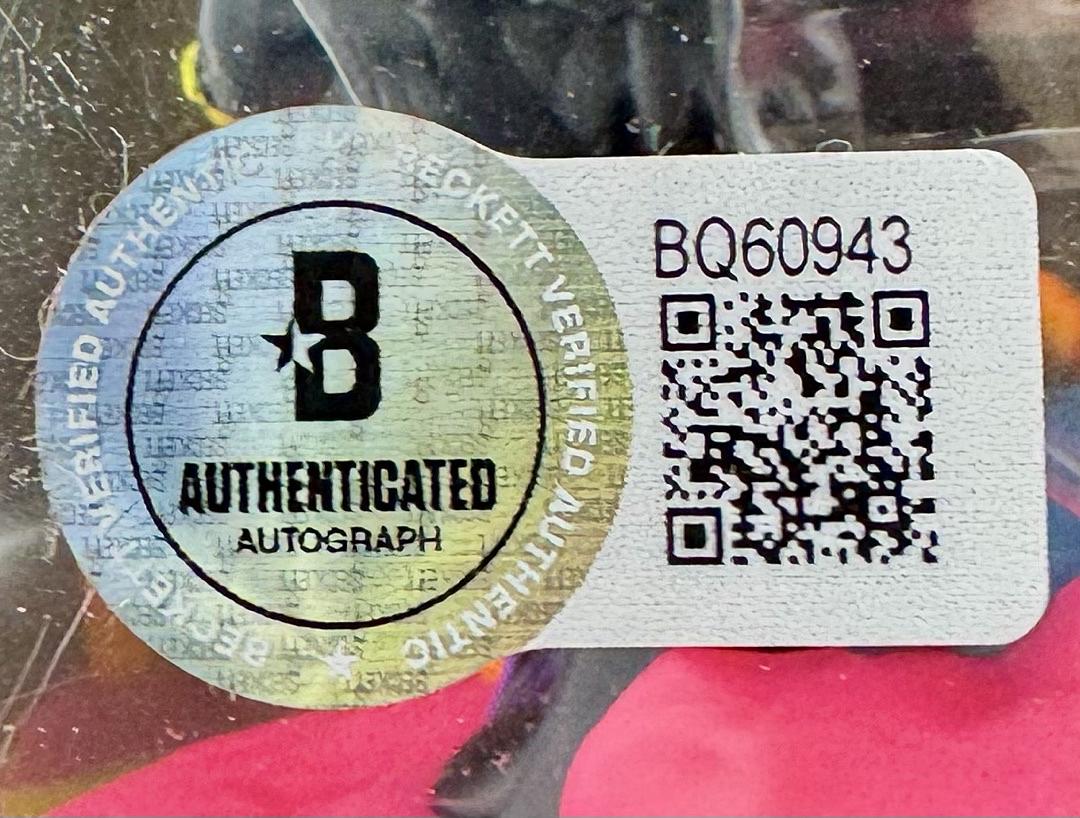 BECKETT VERIFIED AUTHENTIC
BECKETT VERIFIED AUTHENTIC
B
AUTHENTICATED
AUTOGRAPH
BQ60943